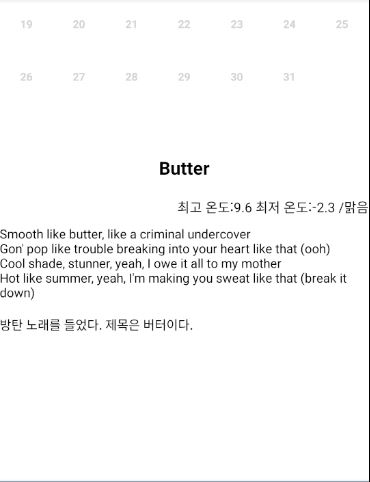 19 20 21 22 23 24 25
26 27 28 29 30 31
Butter
최고 온도:9.6 최저 온도:-2.3 /맑음
Smooth like butter, like a criminal undercover
Gon' pop like trouble breaking into your heart like that (ooh)
Cool shade, stunner, yeah, I owe it all to my mother
Hot like summer, yeah, I'm making you sweat like that (break it
down)
방탄 노래를 들었다. 제목은 버터이다.